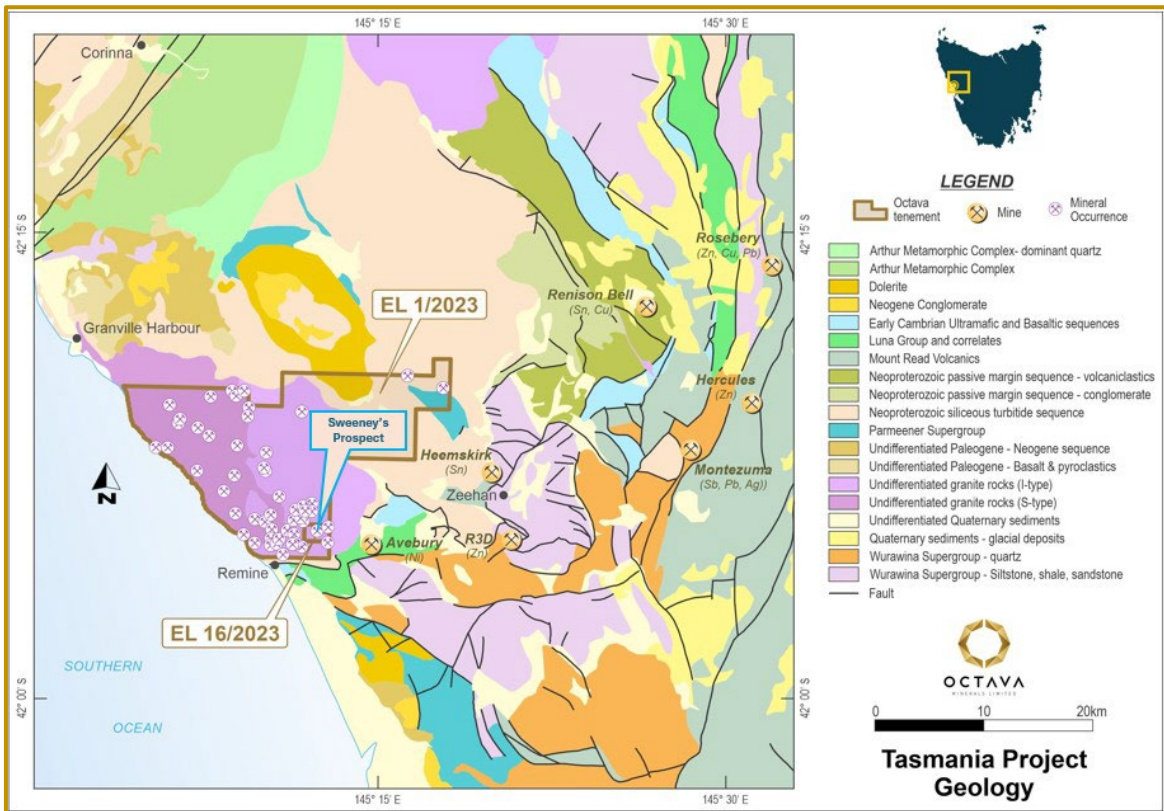 145° 15' E
145° 30' E
Corinna
42° 15' S
42° 15' S
Rosebery
(Zn, Cu, Pb)
Renison Bell
(Sn, Cu)
EL 1/2023
Granville Harbour
Hercules
(Zn)
Sweeney's
Prospect
Heemskirk
(Sn)
Zeehan
Montezuma
(Sb, Pb, Ag))
N
Avebury
(Ni)
R3D
(Zn)
Remine
EL 16/2023
SOUTHERN
OCEAN
42° 00' S
42° 00' S
145° 15' E
145° 30' E
LEGEND
Octava
tenement
Mine
Mineral
Occurrence
Arthur Metamorphic Complex- dominant quartz
Arthur Metamorphic Complex
Dolerite
Neogene Conglomerate
Early Cambrian Ultramafic and Basaltic sequences
Luna Group and correlates
Mount Read Volcanics
Neoproterozoic passive margin sequence - volcaniclastics
Neoproterozoic passive margin sequence - conglomerate
Neoproterozoic siliceous turbitide sequence
Parmeener Supergroup
Undifferentiated Paleogene - Neogene sequence
Undifferentiated Paleogene - Basalt & pyroclastics
Undifferentiated granite rocks (I-type)
Undifferentiated granite rocks (S-type)
Undifferentiated Quaternary sediments
Quaternary sediments - glacial deposits
Wurawina Supergroup - quartz
Wurawina Supergroup - Siltstone, shale, sandstone
Fault
OCTAVA
MINERALS LIMITED
0 10 20km
Tasmania Project
Geology